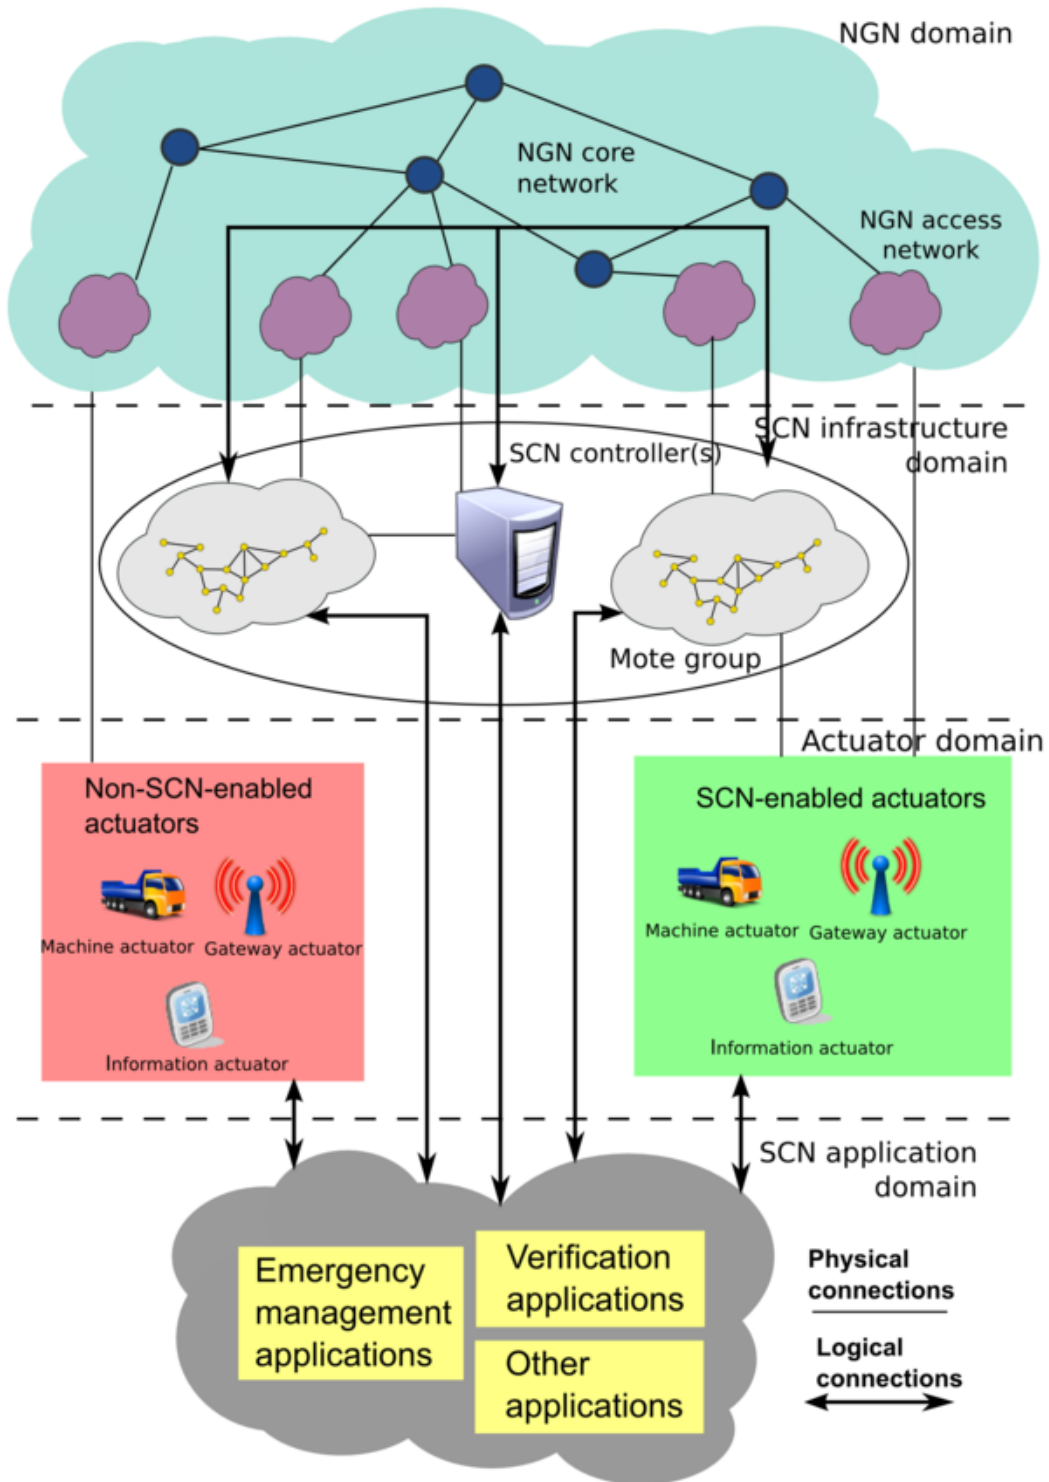 NGN domain
NGN core
network
NGN access
network
SCN infrastructure
domain
SCN controller(s)
Mote group
Actuator domain
Non-SCN-enabled
actuators
Machine actuator
Gateway actuator
Information actuator
SCN-enabled actuators
Machine actuator
Gateway actuator
Information actuator
SCN application
domain
Emergency
management
applications
Verification
applications
Other
applications
Physical
connections
Logical
connections